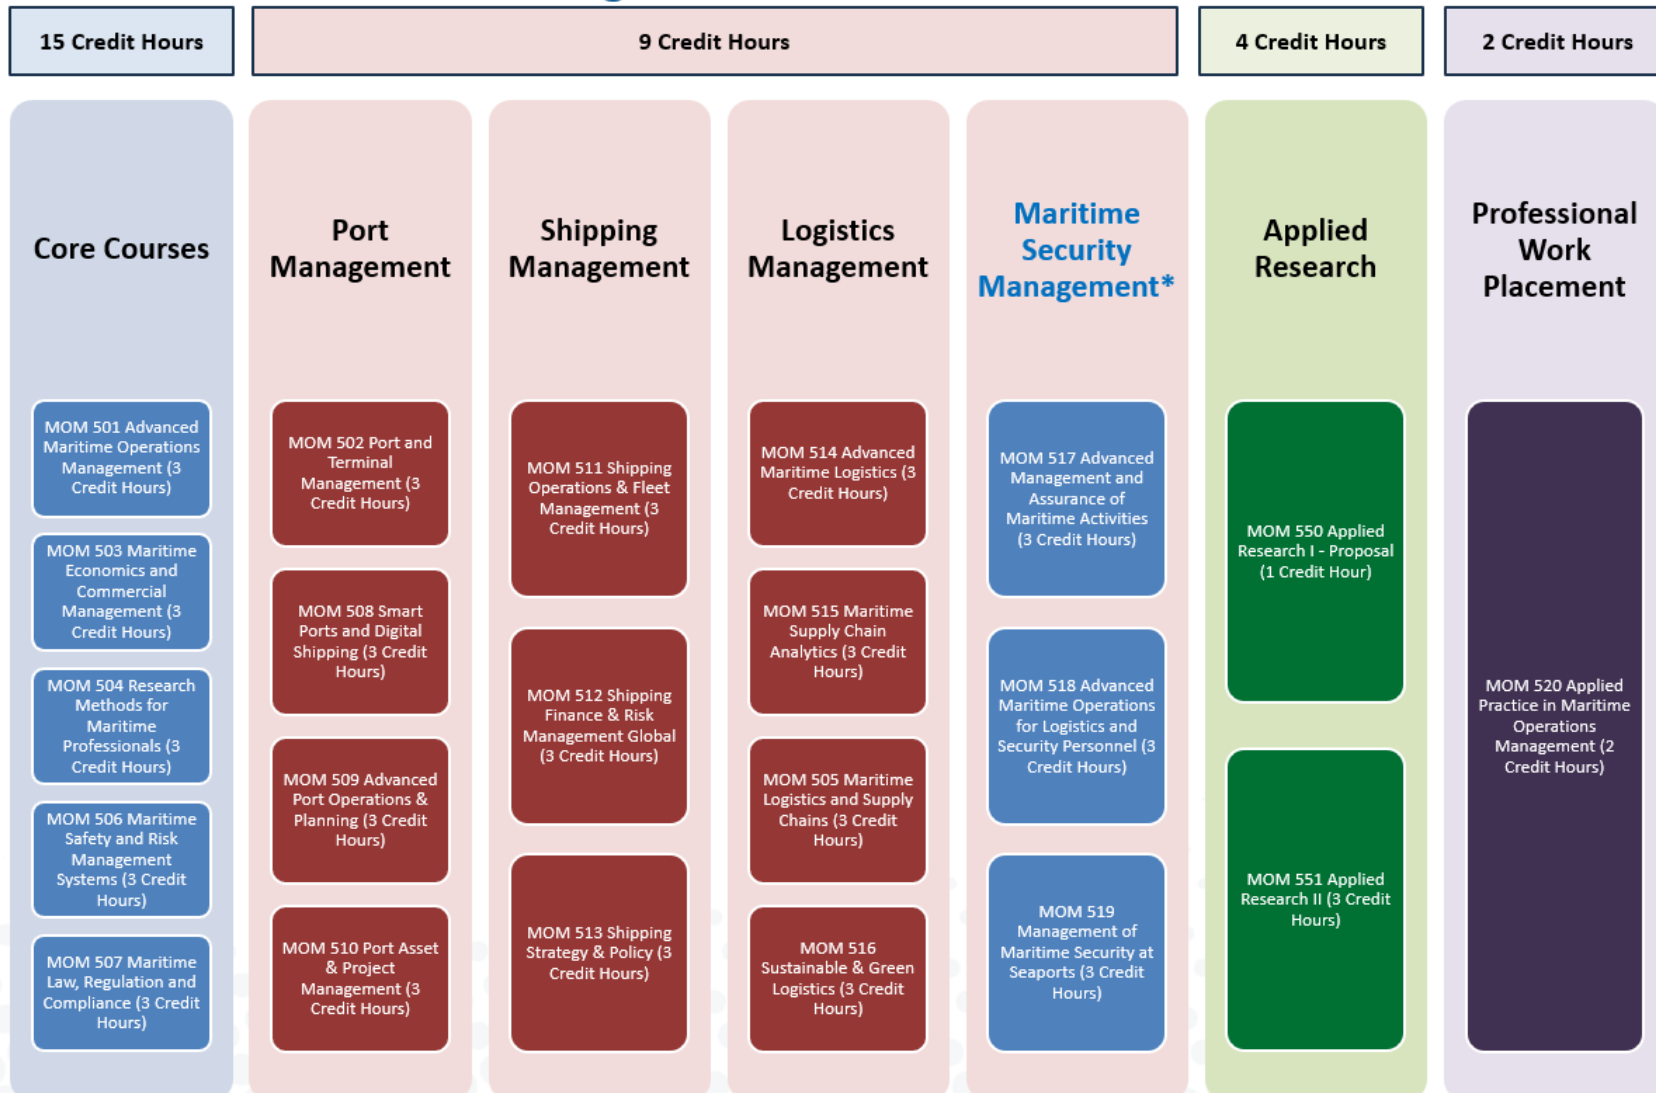 15 Credit Hours
9 Credit Hours
4 Credit Hours
2 Credit Hours
Core Courses
MOM 501 Advanced
Maritime Operations
Management (3
Credit Hours)
MOM 503 Maritime
Economics and
Commercial
Management (3
Credit Hours)
MOM 504 Research
Methods for
Maritime
Professionals (3
Credit Hours)
MOM 506 Maritime
Safety and Risk
Management
Systems (3 Credit
Hours)
MOM 507 Maritime
Law, Regulation and
Compliance (3 Credit
Hours)
Port
Management
MOM 502 Port and
Terminal
Management (3
Credit Hours)
MOM 508 Smart
Ports and Digital
Shipping (3 Credit
Hours)
MOM 509 Advanced
Port Operations &
Planning (3 Credit
Hours)
MOM 510 Port Asset
& Project
Management (3
Credit Hours)
Shipping
Management
MOM 511 Shipping
Operations & Fleet
Management (3
Credit Hours)
MOM 512 Shipping
Finance & Risk
Management Global
(3 Credit Hours)
MOM 513 Shipping
Strategy & Policy (3
Credit Hours)
Logistics
Management
MOM 514 Advanced
Maritime Logistics (3
Credit Hours)
MOM 515 Maritime
Supply Chain
Analytics (3 Credit
Hours)
MOM 505 Maritime
Logistics and Supply
Chains (3 Credit
Hours)
MOM 516
Sustainable & Green
Logistics (3 Credit
Hours)
Maritime
Security
Management*
MOM 517 Advanced
Management and
Assurance of
Maritime Activities
(3 Credit Hours)
MOM 518 Advanced
Maritime Operations
for Logistics and
Security Personnel (3
Credit Hours)
MOM 519
Management of
Maritime Security at
Seaports (3 Credit
Hours)
Applied
Research
MOM 550 Applied
Research I - Proposal
(1 Credit Hour)
MOM 551 Applied
Research II (3 Credit
Hours)
Professional
Work
Placement
MOM 520 Applied
Practice in Maritime
Operations
Management (2
Credit Hours)